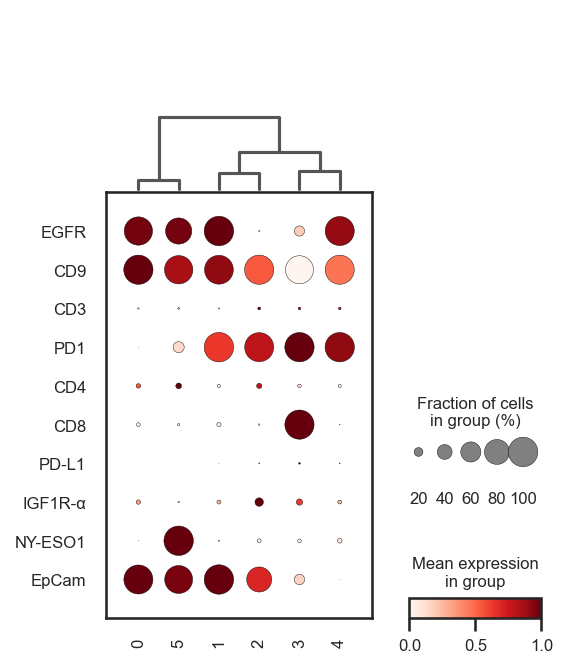 EGFR
CD9
CD3
PD1
CD4
CD8
PD-L1
IGF1R-α
NY-ESO1
EpCam
0 5 1 2 3 4
Fraction of cells
in group (%)
20 40 60 80 100
Mean expression
in group
0.0 0.5 1.0